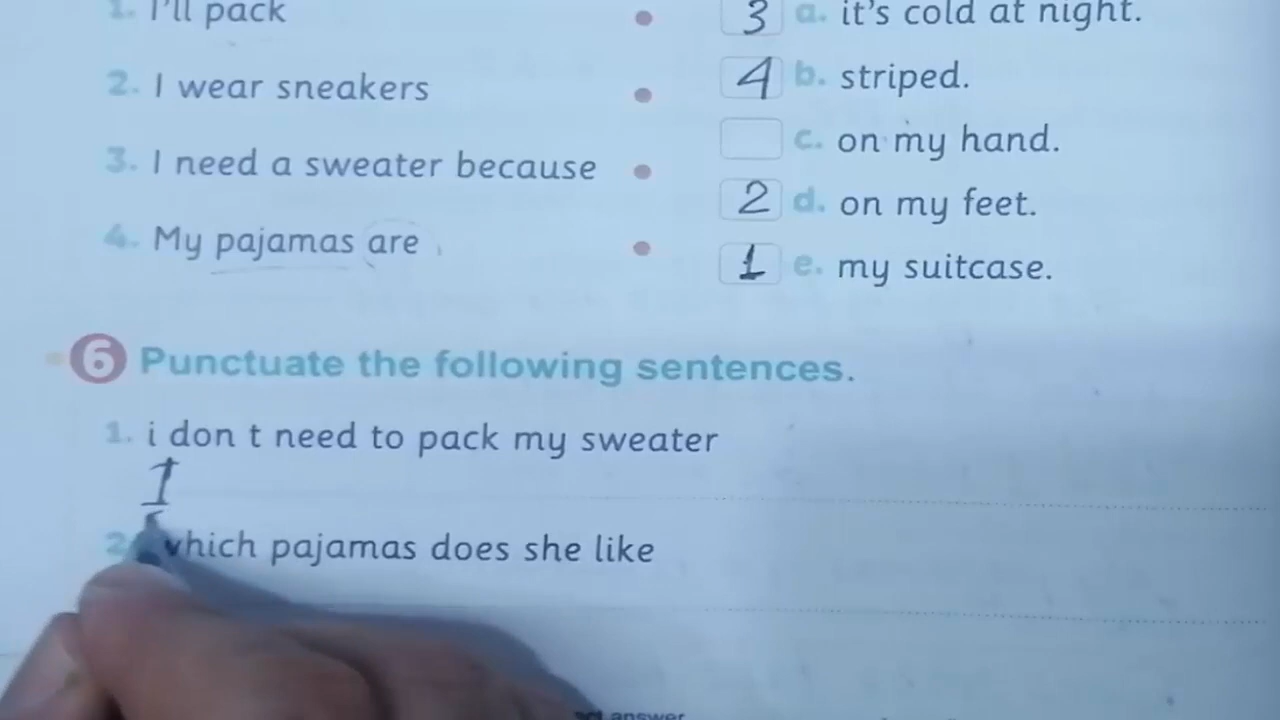 1. I'll pack
3 a. it's cold at night.
2. I wear sneakers
4 b. striped.
c. on my hand.
3. I need a sweater because
2 d. on my feet.
4. My pajamas are
1 e. my suitcase.
6 Punctuate the following sentences.
1. i don t need to pack my sweater
I
2. which pajamas does she like
answer